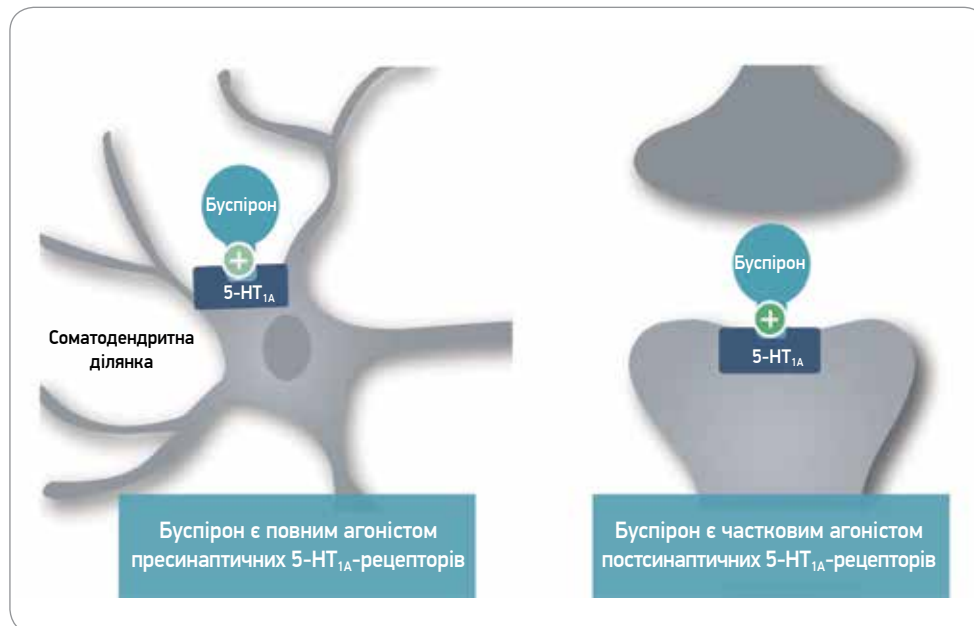 Буспірон
+
5-HT₁ₐ
Соматодендритна
ділянка
Буспірон є повним агоністом
пресинаптичних 5-HT₁ₐ-рецепторів
Буспірон
+
5-HT₁ₐ
Буспірон є частковим агоністом
постсинаптичних 5-HT₁ₐ-рецепторів